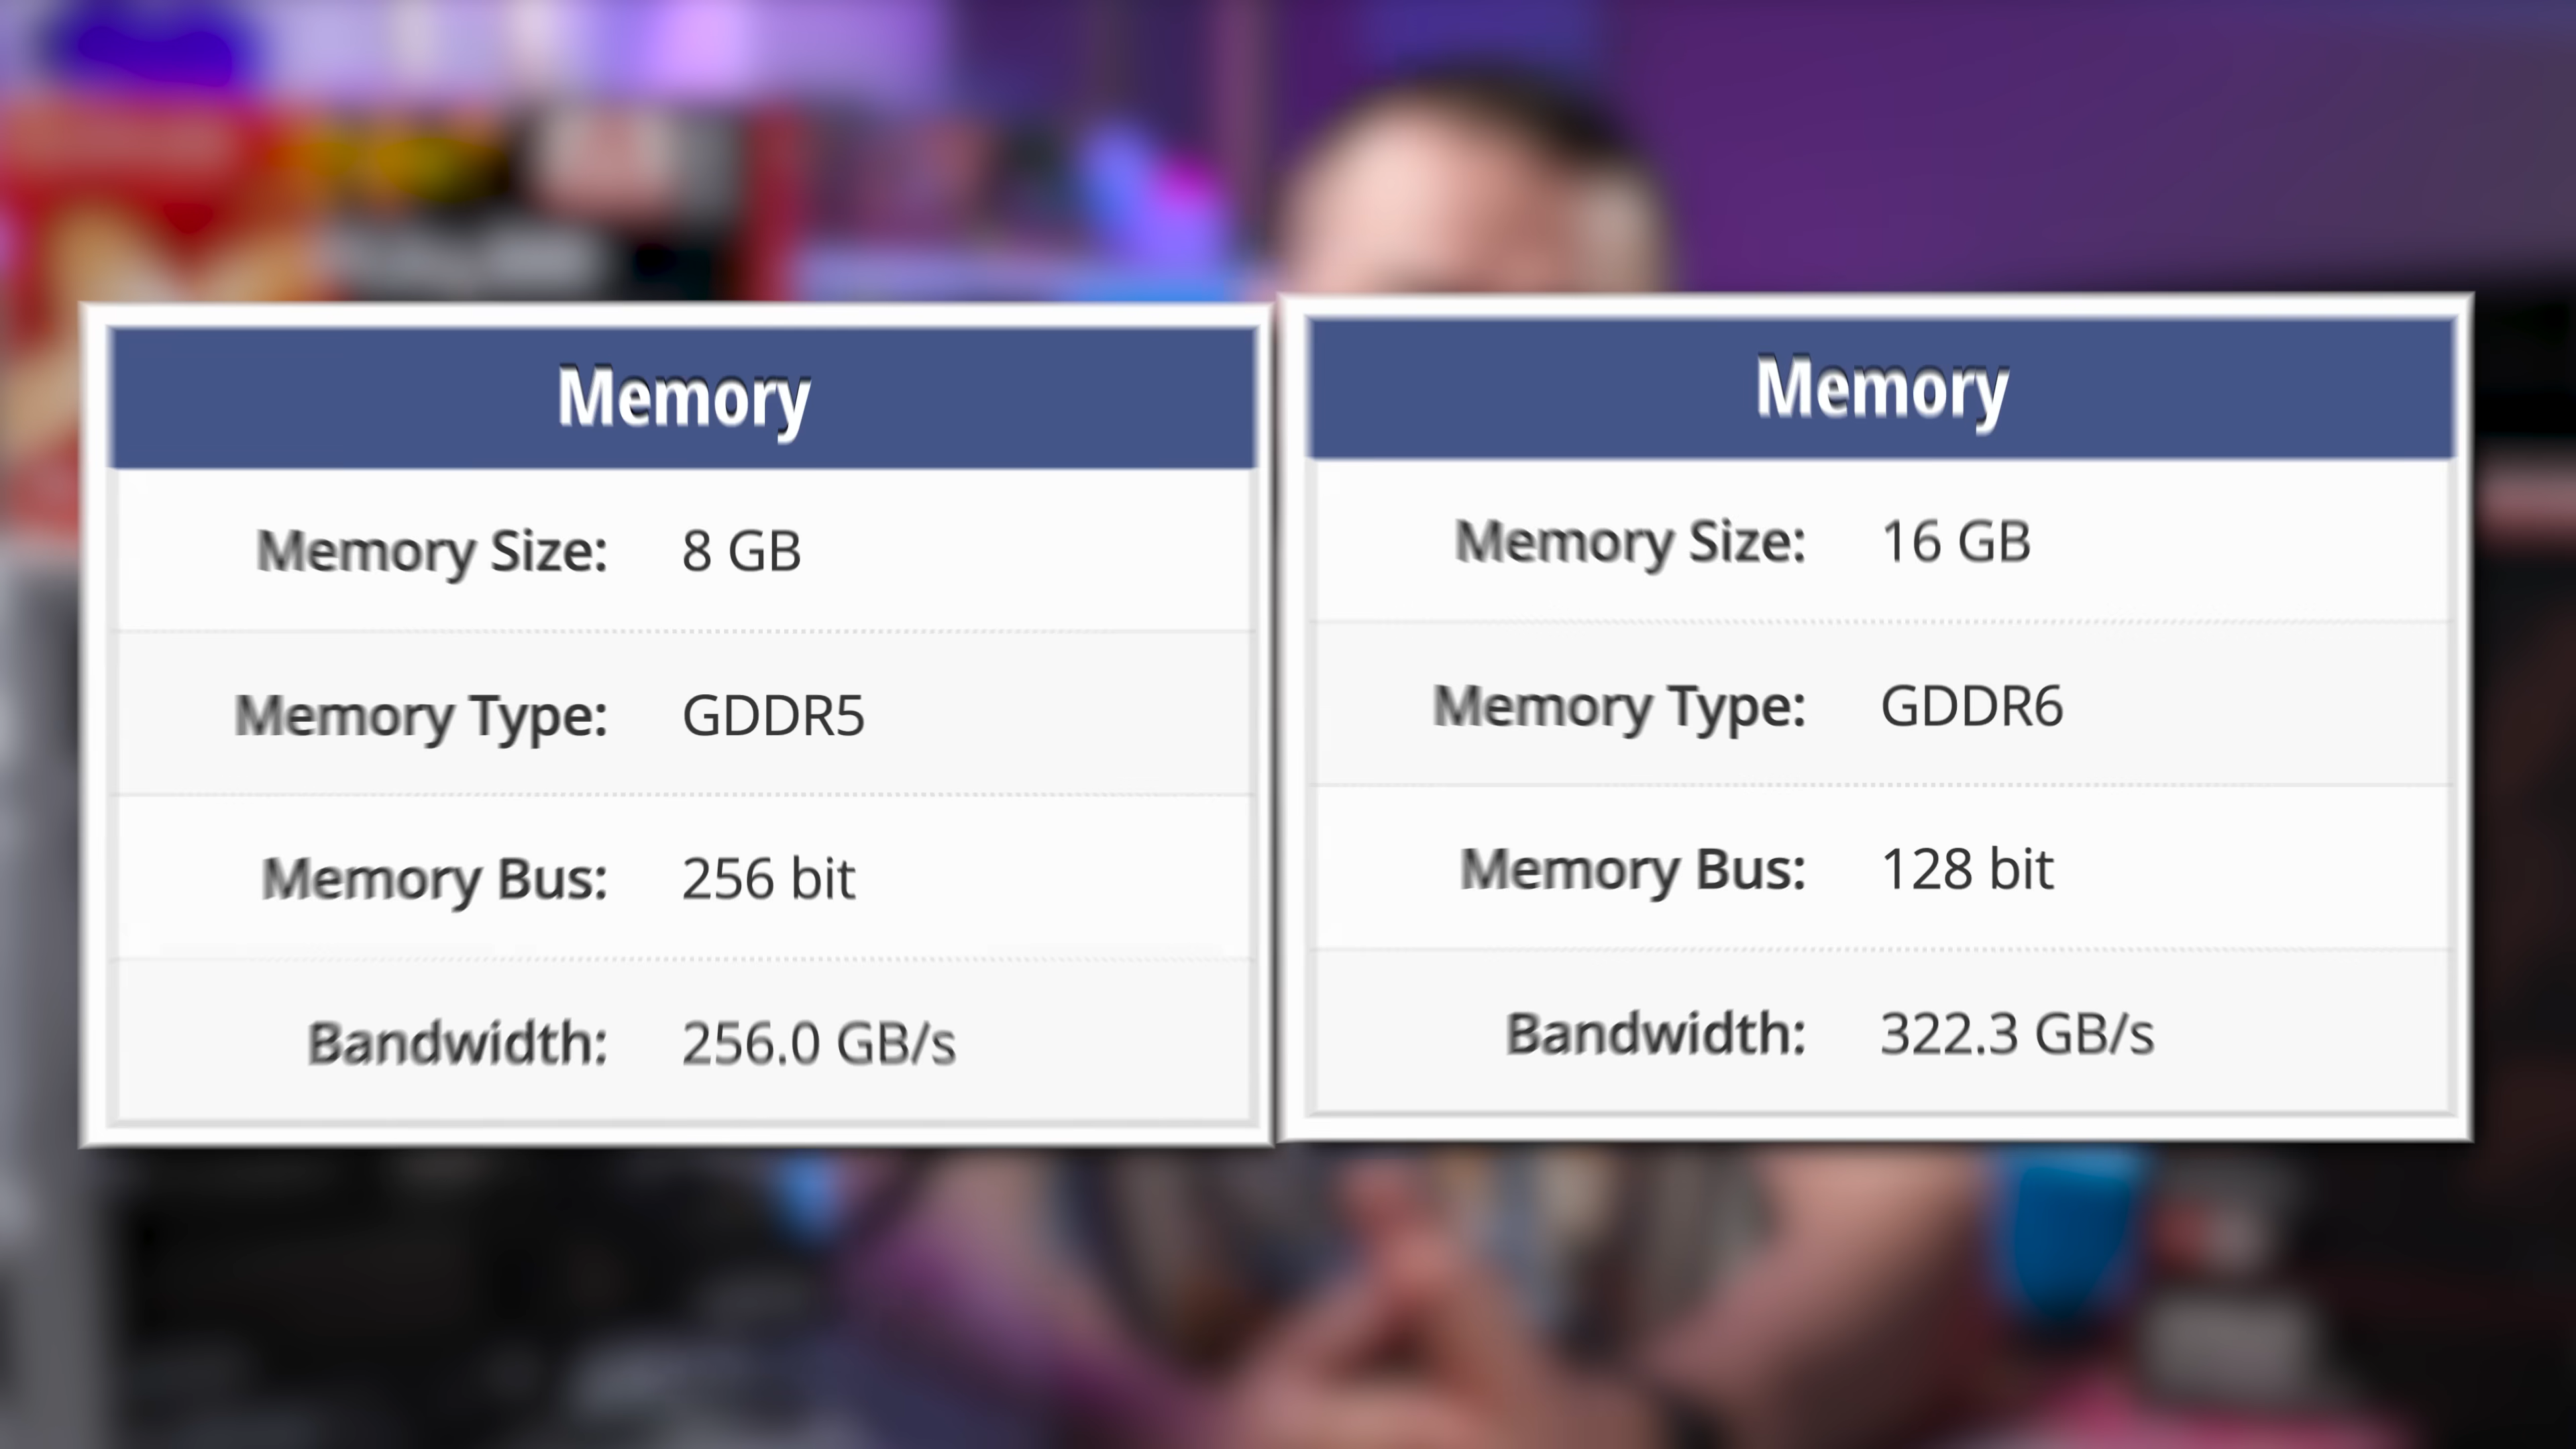 Memory
Memory Size: 8 GB
Memory Type: GDDR5
Memory Bus: 256 bit
Bandwidth: 256.0 GB/s
Memory
Memory Size: 16 GB
Memory Type: GDDR6
Memory Bus: 128 bit
Bandwidth: 322.3 GB/s